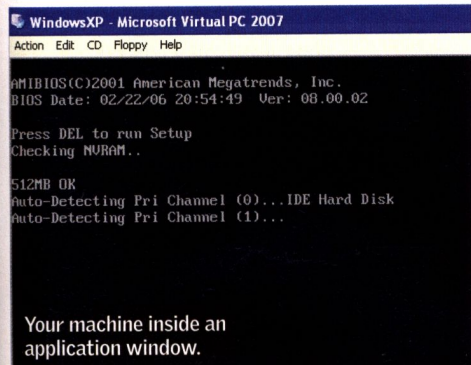 WindowsXP - Microsoft Virtual PC 2007
Action Edit CD Floppy Help
AMIBIOS(C)2001 American Megatrends, Inc.
BIOS Date: 02/22/06 20:54:49 Ver: 08.00.02
Press DEL to run Setup
Checking NVRAM..
512MB OK
Auto-Detecting Pri Channel (0)...IDE Hard Disk
Auto-Detecting Pri Channel (1)...
Your machine inside an
application window.